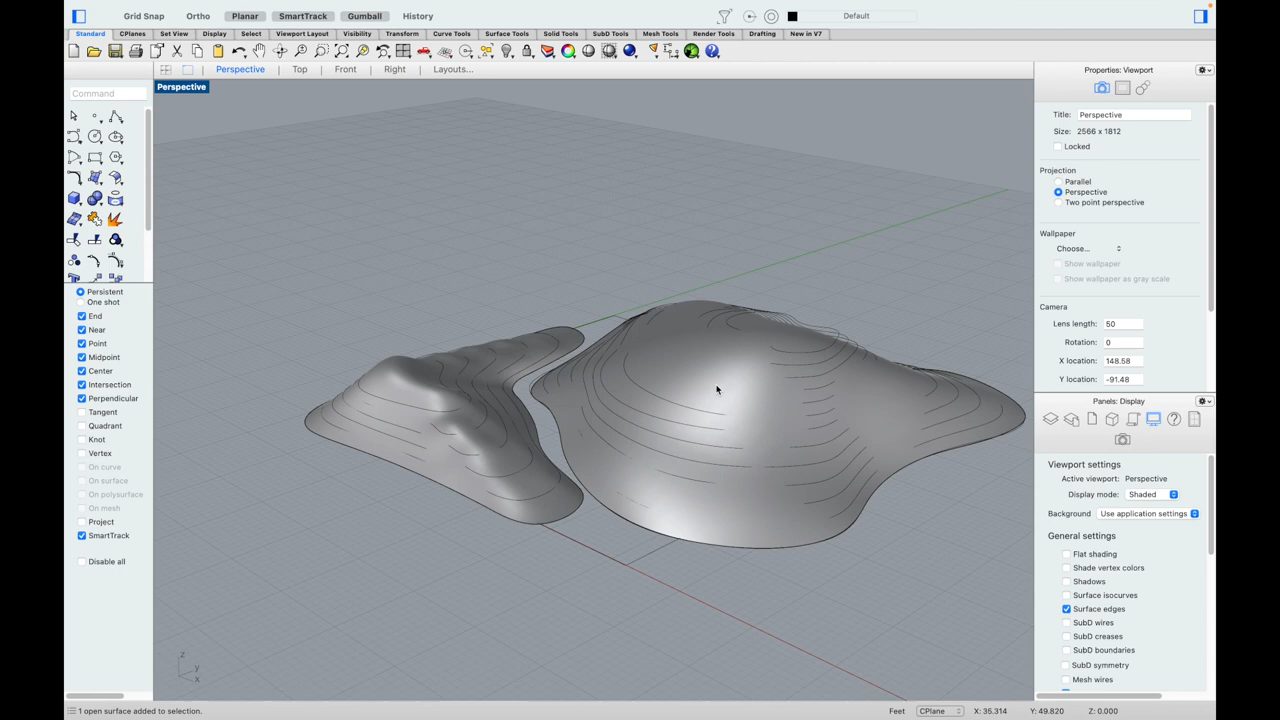 Grid Snap Ortho Planar SmartTrack Gumball History Default
Standard CPlanes Set View Display Select Viewport Layout Visibility Transform Curve Tools Surface Tools Solid Tools SubD Tools Mesh Tools Render Tools Drafting New in V7
Perspective Top Front Right Layouts...
Perspective
Command
Persistent
One shot
End
Near
Point
Midpoint
Center
Intersection
Perpendicular
Tangent
Quadrant
Knot
Vertex
On curve
On surface
On polysurface
On mesh
Project
SmartTrack
Disable all
z
y
x
Properties: Viewport
Title: Perspective
Size: 2566 x 1812
Locked
Projection
Parallel
Perspective
Two point perspective
Wallpaper
Choose...
Show wallpaper
Show wallpaper as gray scale
Camera
Lens length: 50
Rotation: 0
X location: 148.58
Y location: -91.48
Panels: Display
Viewport settings
Active viewport: Perspective
Display mode: Shaded
Background: Use application settings
General settings
Flat shading
Shade vertex colors
Shadows
Surface isocurves
Surface edges
SubD wires
SubD creases
SubD boundaries
SubD symmetry
Mesh wires
1 open surface added to selection. Feet CPlane X: 35.314 Y: 49.820 Z: 0.000